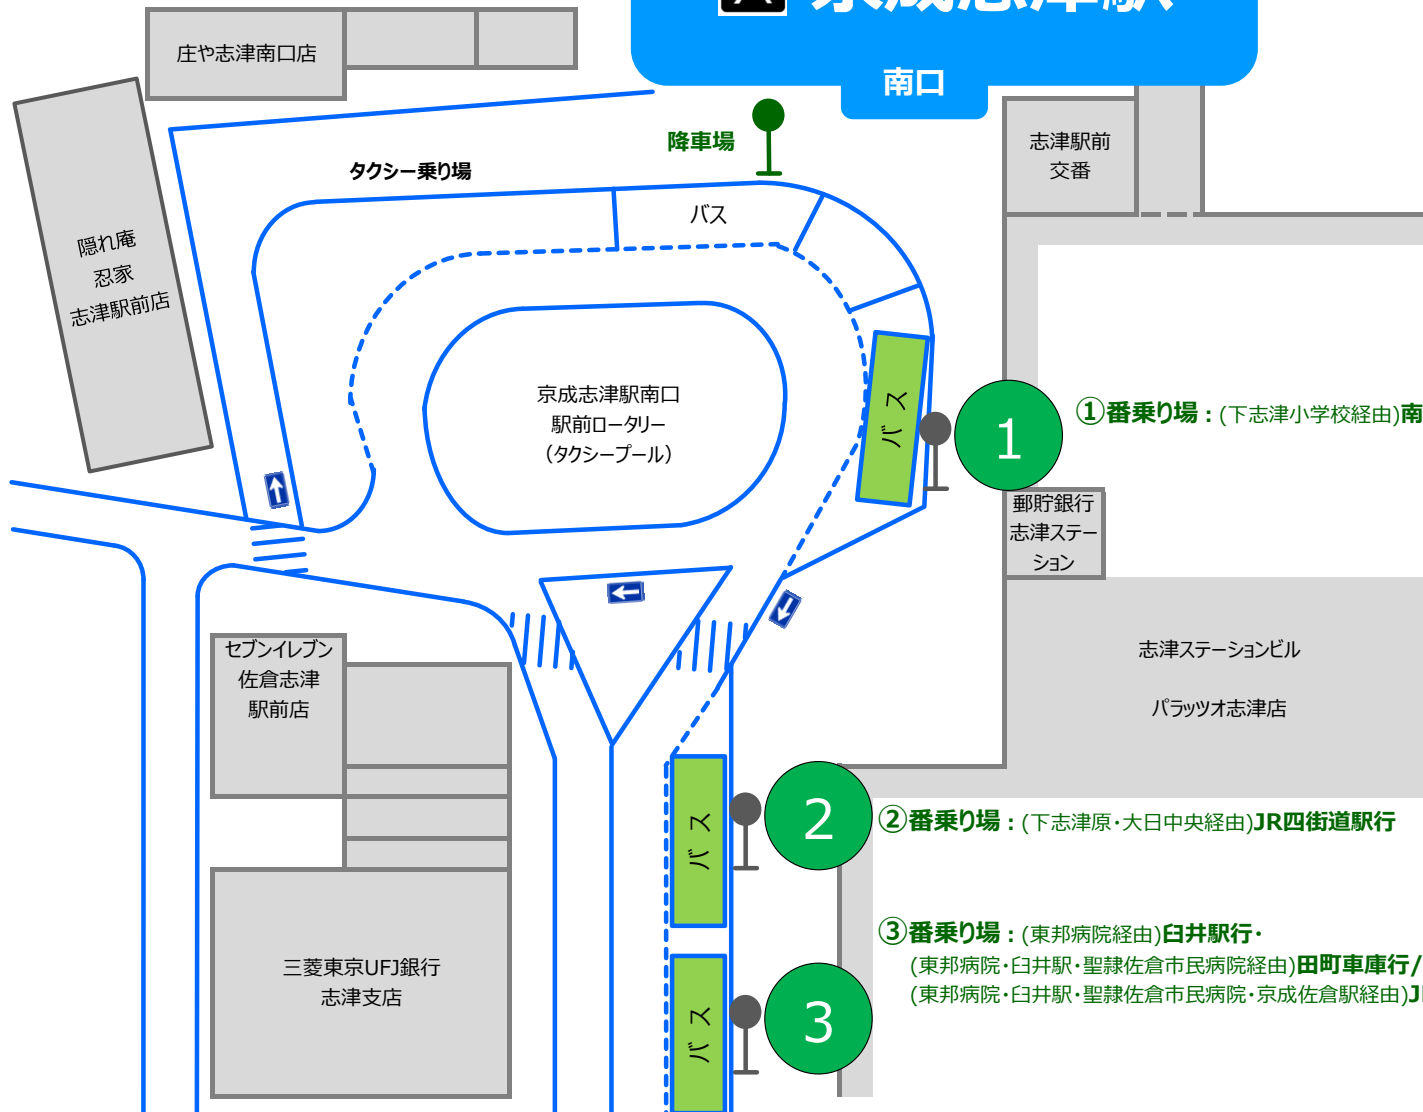 京成志津駅
南口
庄や志津南口店
降車場
志津駅前
交番
タクシー乗り場
バス
隠れ庵
忍家
志津駅前店
京成志津駅南口
駅前ロータリー
（タクシープール）
バス
1
①番乗り場：(下志津小学校経由)南
郵貯銀行
志津ステー
ション
セブンイレブン
佐倉志津
駅前店
志津ステーションビル
パラッツオ志津店
バス
2
②番乗り場：(下志津原・大日中央経由)JR四街道駅行
③番乗り場：(東邦病院経由)臼井駅行・
(東邦病院・臼井駅・聖隷佐倉市民病院経由)田町車庫行/
(東邦病院・臼井駅・聖隷佐倉市民病院・京成佐倉駅経由)J
三菱東京UFJ銀行
志津支店
バス
3